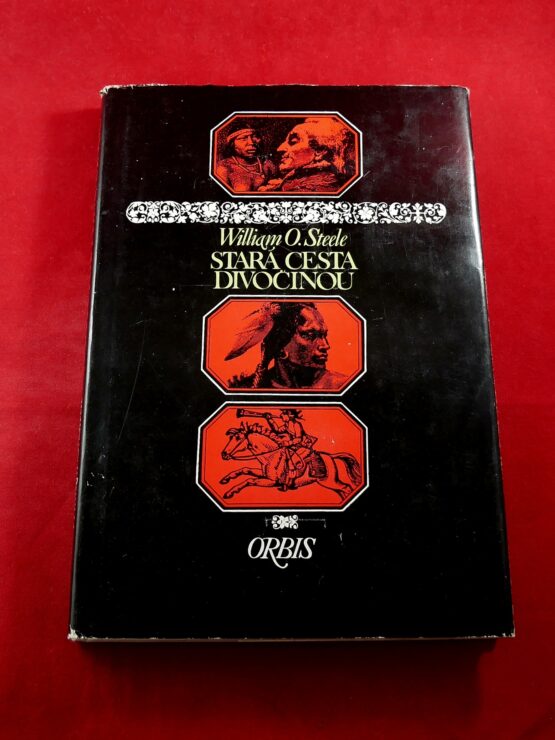 William O. Steele
STARÁ CESTA
DIVOČINOU
ORBIS